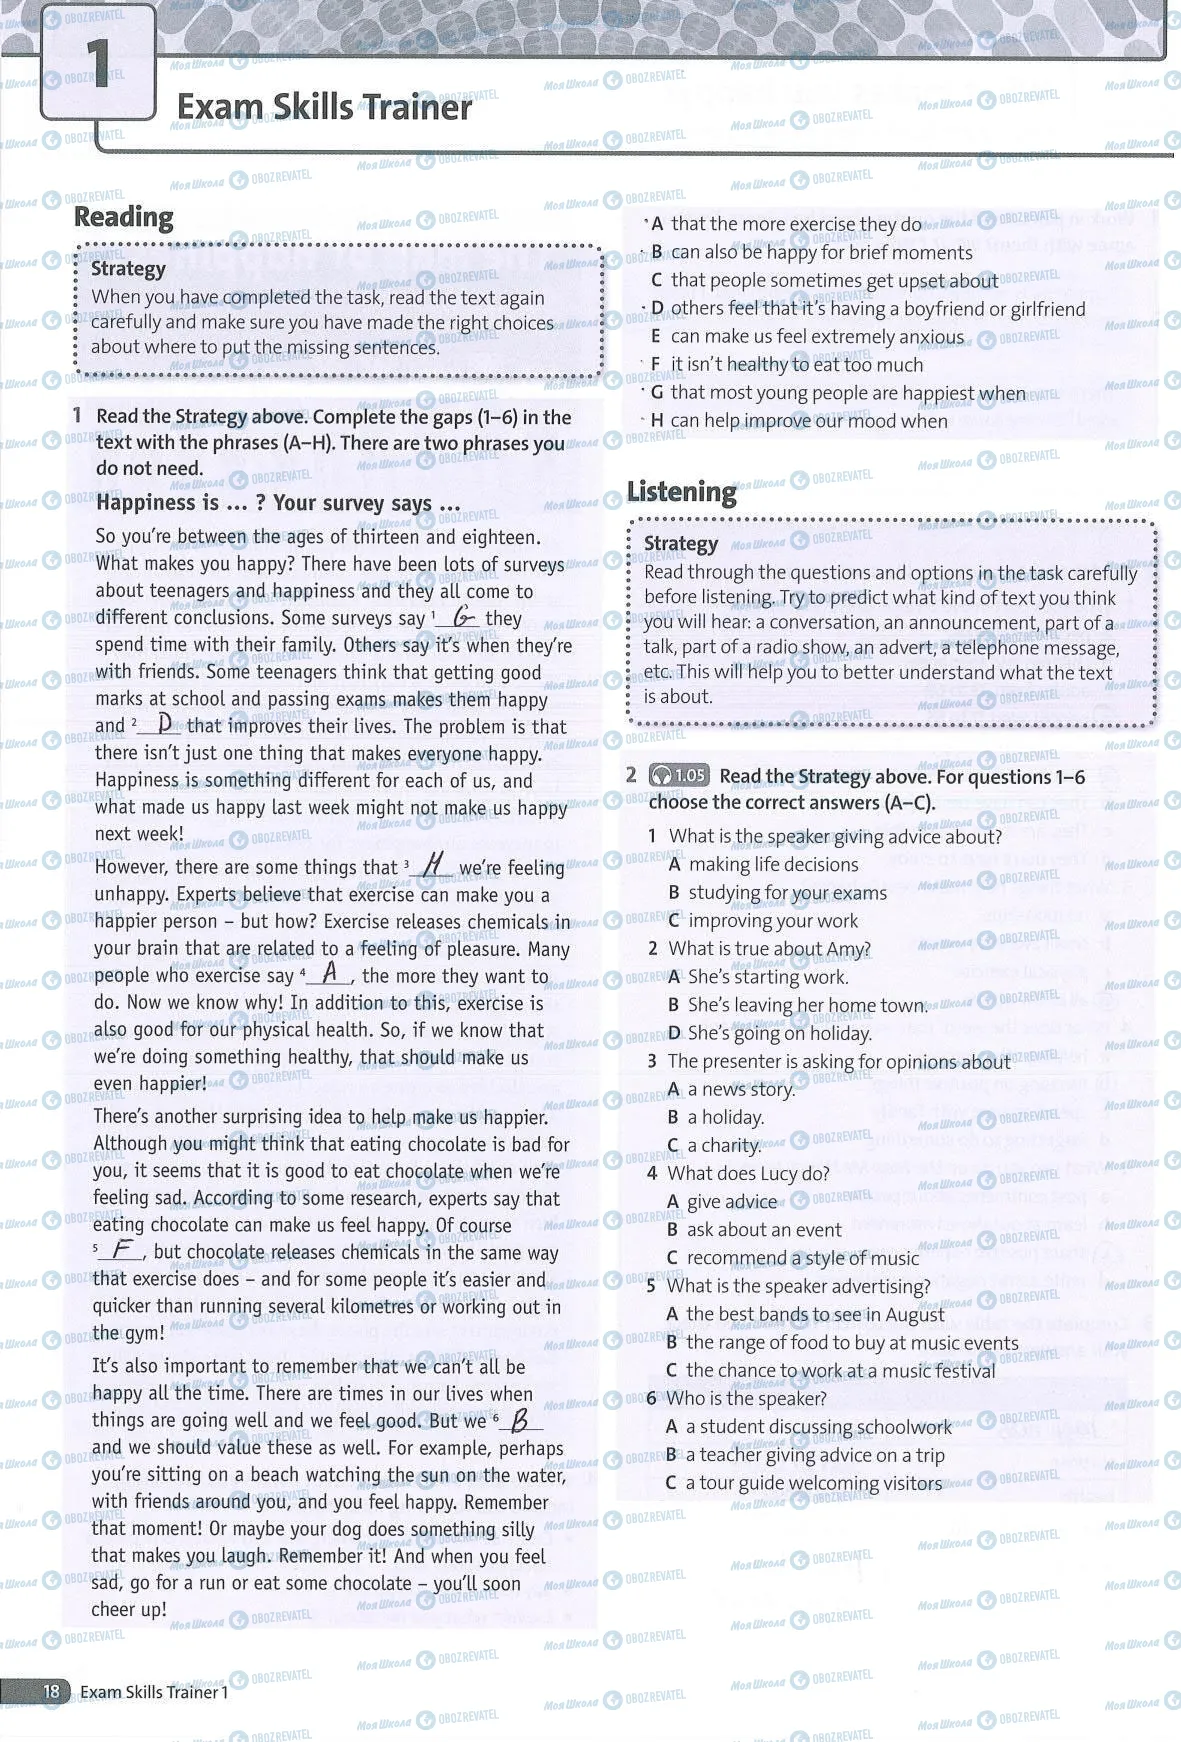 1
Exam Skills Trainer
Reading
Strategy
When you have completed the task, read the text again
carefully and make sure you have made the right choices
about where to put the missing sentences.
1 Read the Strategy above. Complete the gaps (1–6) in the
text with the phrases (A–H). There are two phrases you
do not need.
Happiness is ... ? Your survey says ...
So you're between the ages of thirteen and eighteen.
What makes you happy? There have been lots of surveys
about teenagers and happiness and they all come to
different conclusions. Some surveys say 1 G they
spend time with their family. Others say it's when they're
with friends. Some teenagers think that getting good
marks at school and passing exams makes them happy
and 2 D that improves their lives. The problem is that
there isn't just one thing that makes everyone happy.
Happiness is something different for each of us, and
what made us happy last week might not make us happy
next week!
However, there are some things that 3 H we're feeling
unhappy. Experts believe that exercise can make you a
happier person – but how? Exercise releases chemicals in
your brain that are related to a feeling of pleasure. Many
people who exercise say 4 A, the more they want to
do. Now we know why! In addition to this, exercise is
also good for our physical health. So, if we know that
we're doing something healthy, that should make us
even happier!
There's another surprising idea to help make us happier.
Although you might think that eating chocolate is bad for
you, it seems that it is good to eat chocolate when we're
feeling sad. According to some research, experts say that
eating chocolate can make us feel happy. Of course
5 F, but chocolate releases chemicals in the same way
that exercise does – and for some people it's easier and
quicker than running several kilometres or working out in
the gym!
It's also important to remember that we can't all be
happy all the time. There are times in our lives when
things are going well and we feel good. But we 6 B
and we should value these as well. For example, perhaps
you're sitting on a beach watching the sun on the water,
with friends around you, and you feel happy. Remember
that moment! Or maybe your dog does something silly
that makes you laugh. Remember it! And when you feel
sad, go for a run or eat some chocolate – you'll soon
cheer up!
A that the more exercise they do
B can also be happy for brief moments
C that people sometimes get upset about
D others feel that it's having a boyfriend or girlfriend
E can make us feel extremely anxious
F it isn't healthy to eat too much
G that most young people are happiest when
H can help improve our mood when
Listening
Strategy
Read through the questions and options in the task carefully
before listening. Try to predict what kind of text you think
you will hear: a conversation, an announcement, part of a
talk, part of a radio show, an advert, a telephone message,
etc. This will help you to better understand what the text
is about.
2 1.05 Read the Strategy above. For questions 1–6
choose the correct answers (A–C).
1 What is the speaker giving advice about?
A making life decisions
B studying for your exams
C improving your work
2 What is true about Amy?
A She's starting work.
B She's leaving her home town.
D She's going on holiday.
3 The presenter is asking for opinions about
A a news story.
B a holiday.
C a charity.
4 What does Lucy do?
A give advice
B ask about an event
C recommend a style of music
5 What is the speaker advertising?
A the best bands to see in August
B the range of food to buy at music events
C the chance to work at a music festival
6 Who is the speaker?
A a student discussing schoolwork
B a teacher giving advice on a trip
C a tour guide welcoming visitors
18 Exam Skills Trainer 1
Моя Школа OBOZREVATEL